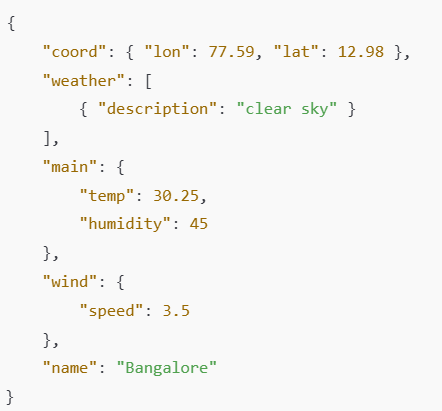 {
    "coord": { "lon": 77.59, "lat": 12.98 },
    "weather": [
        { "description": "clear sky" }
    ],
    "main": {
        "temp": 30.25,
        "humidity": 45
    },
    "wind": {
        "speed": 3.5
    },
    "name": "Bangalore"
}